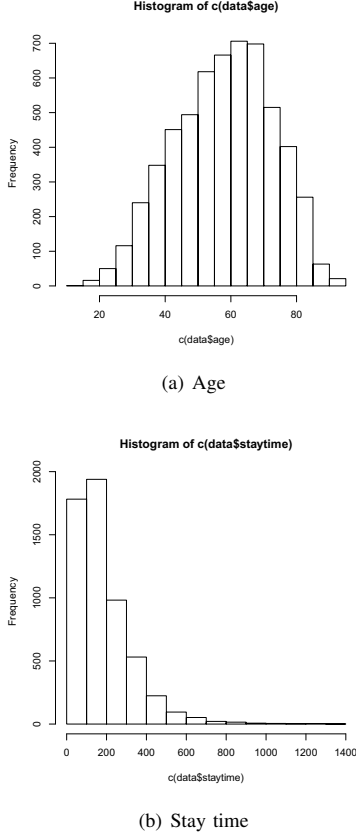 Histogram of c(data$age)
Frequency
0 100 200 300 400 500 600 700
20 40 60 80
c(data$age)
(a) Age
Histogram of c(data$staytime)
Frequency
0 500 1000 1500 2000
0 200 400 600 800 1000 1200 1400
c(data$staytime)
(b) Stay time